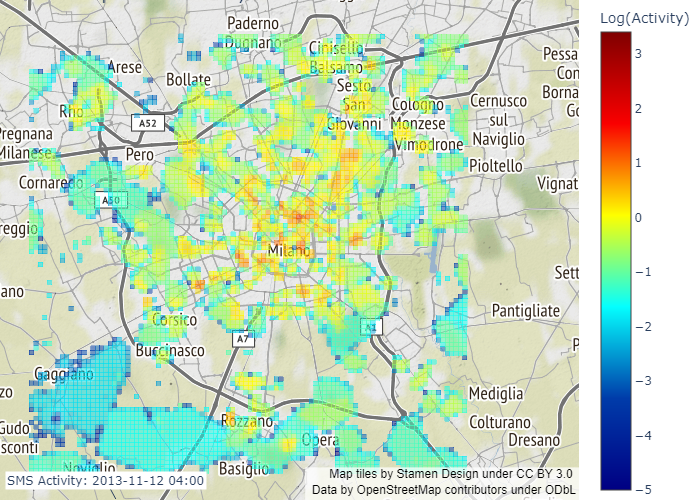 Log(Activity)
Paderno
Dugnano
Cinisello
Balsamo
Arese
Bollate
Sesto
San
Giovanni
Rho
A52
Cologno
Monzese
Cernusco
sul
Naviglio
Pessa
Con
Borna
Go
Pregnana
Milanese
Pero
Vimodrone
Pioltello
Cornaredo
A50
Vignat
reggio
Milano
Sett
ano
Corsico
Buccinasco
A7
A1
Pantigliate
P
Gaggiano
zo
Mediglia
Rozzano
Opera
Colturano
Dresano
Gudo
sconti
Noviglio
Basiglio
SMS Activity: 2013-11-12 04:00
Map tiles by Stamen Design under CC BY 3.0
Data by OpenStreetMap contributors under ODbL
3
2
1
0
−1
−2
−3
−4
−5